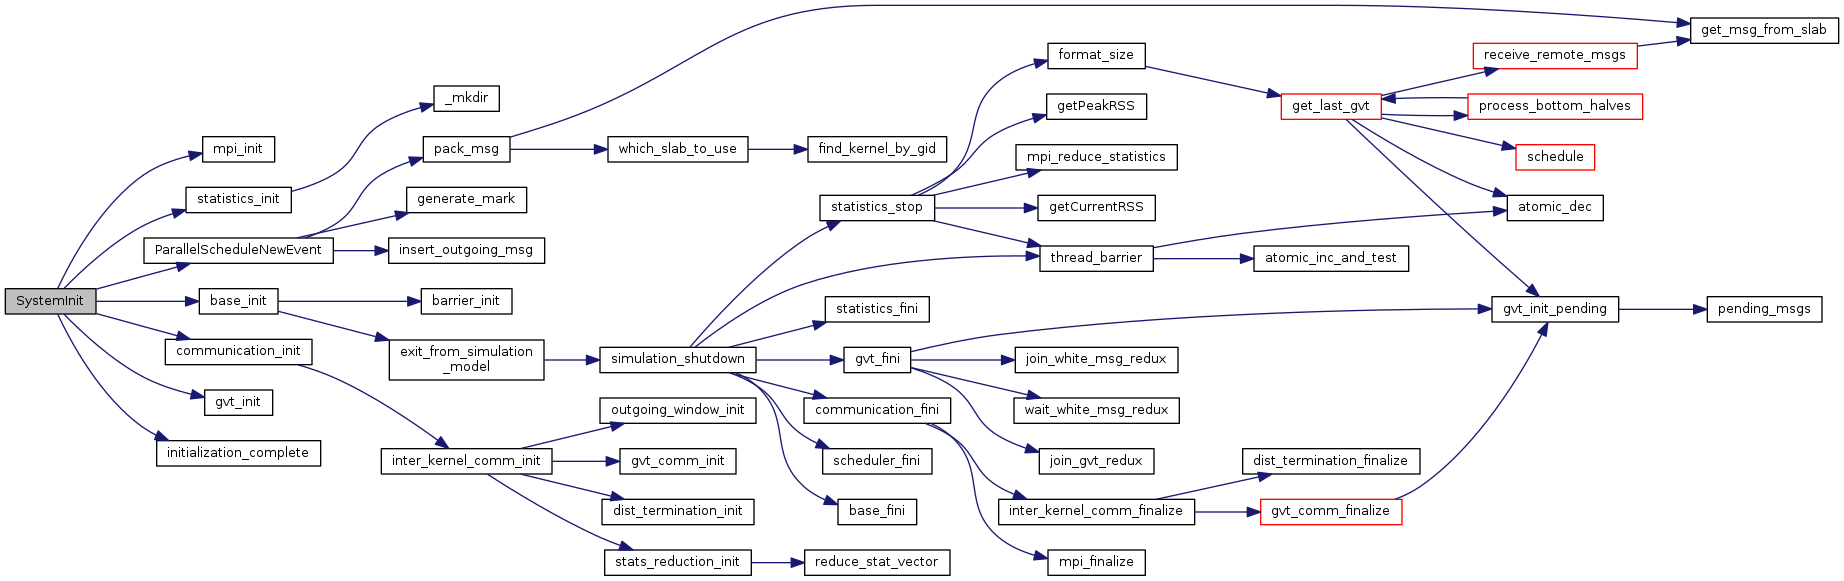 SystemInit
mpi_init
statistics_init
ParallelScheduleNewEvent
base_init
communication_init
gvt_init
initialization_complete
_mkdir
pack_msg
generate_mark
insert_outgoing_msg
barrier_init
exit_from_simulation
_model
inter_kernel_comm_init
which_slab_to_use
simulation_shutdown
outgoing_window_init
gvt_comm_init
dist_termination_init
stats_reduction_init
find_kernel_by_gid
statistics_stop
statistics_fini
gvt_fini
communication_fini
scheduler_fini
base_fini
reduce_stat_vector
format_size
getPeakRSS
mpi_reduce_statistics
getCurrentRSS
thread_barrier
join_white_msg_redux
wait_white_msg_redux
join_gvt_redux
inter_kernel_comm_finalize
mpi_finalize
get_last_gvt
atomic_inc_and_test
dist_termination_finalize
gvt_comm_finalize
receive_remote_msgs
process_bottom_halves
schedule
atomic_dec
gvt_init_pending
get_msg_from_slab
pending_msgs